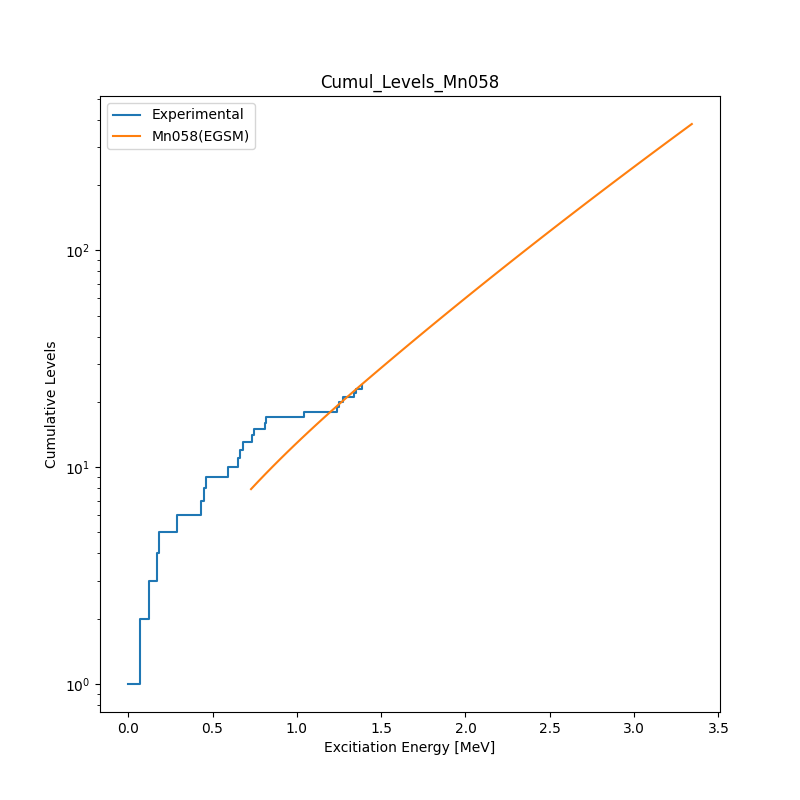 Cumul_Levels_Mn058
Experimental
Mn058(EGSM)
10²
10¹
10⁰
Cumulative Levels
0.0 0.5 1.0 1.5 2.0 2.5 3.0 3.5
Excitiation Energy [MeV]